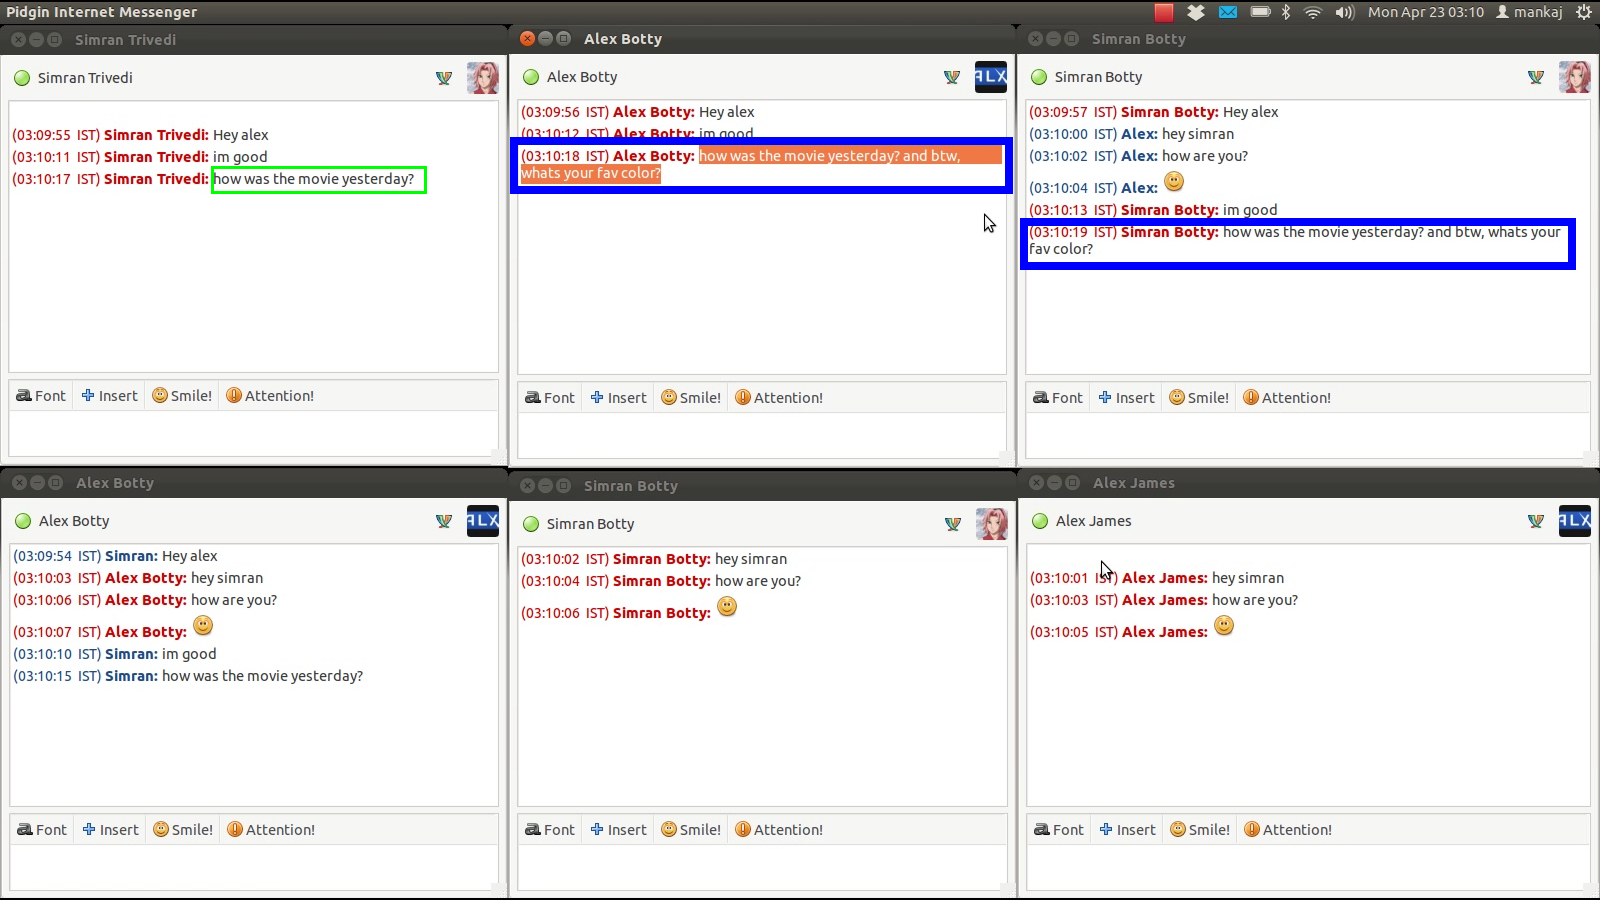 Pidgin Internet Messenger
Mon Apr 23 03:10 mankaj
Simran Trivedi
Simran Trivedi
(03:09:55 IST) Simran Trivedi: Hey alex
(03:10:11 IST) Simran Trivedi: im good
(03:10:17 IST) Simran Trivedi: how was the movie yesterday?
Font Insert Smile! Attention!
Alex Botty
Alex Botty
ALX
(03:09:56 IST) Alex Botty: Hey alex
(03:10:12 IST) Alex Botty: im good
(03:10:18 IST) Alex Botty: how was the movie yesterday? and btw,
whats your fav color?
Font Insert Smile! Attention!
Simran Botty
Simran Botty
(03:09:57 IST) Simran Botty: Hey alex
(03:10:00 IST) Alex: hey simran
(03:10:02 IST) Alex: how are you?
(03:10:04 IST) Alex:
(03:10:13 IST) Simran Botty: im good
(03:10:19 IST) Simran Botty: how was the movie yesterday? and btw, whats your
fav color?
Font Insert Smile! Attention!
Alex Botty
Alex Botty
ALX
(03:09:54 IST) Simran: Hey alex
(03:10:03 IST) Alex Botty: hey simran
(03:10:06 IST) Alex Botty: how are you?
(03:10:07 IST) Alex Botty:
(03:10:10 IST) Simran: im good
(03:10:15 IST) Simran: how was the movie yesterday?
Font Insert Smile! Attention!
Simran Botty
Simran Botty
(03:10:02 IST) Simran Botty: hey simran
(03:10:04 IST) Simran Botty: how are you?
(03:10:06 IST) Simran Botty:
Font Insert Smile! Attention!
Alex James
Alex James
ALX
(03:10:01 IST) Alex James: hey simran
(03:10:03 IST) Alex James: how are you?
(03:10:05 IST) Alex James:
Font Insert Smile! Attention!